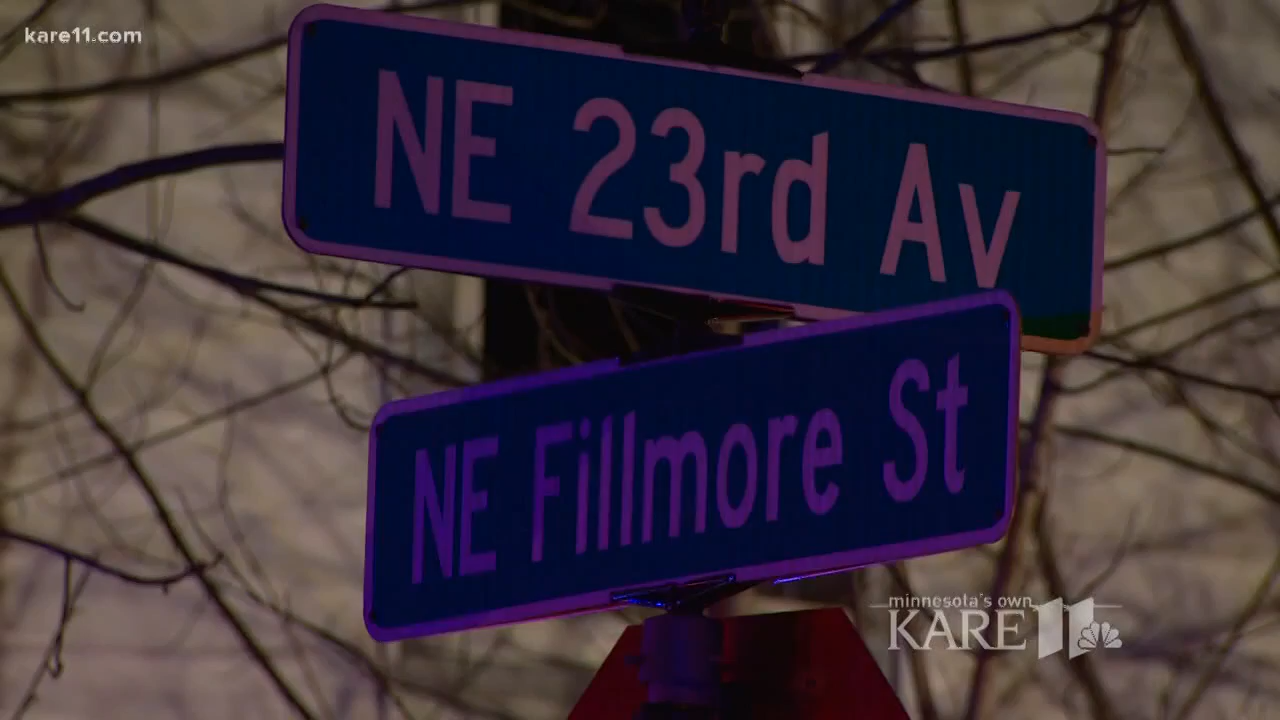 kare11.com
NE 23rd Av
NE Fillmore St
minnesota's own
KARE 11